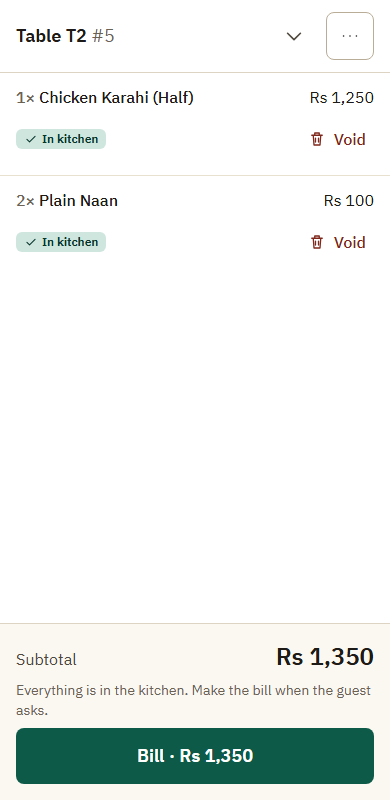 Table T2 #5
···
1× Chicken Karahi (Half) Rs 1,250
In kitchen Void
2× Plain Naan Rs 100
In kitchen Void
Subtotal Rs 1,350
Everything is in the kitchen. Make the bill when the guest
asks.
Bill · Rs 1,350